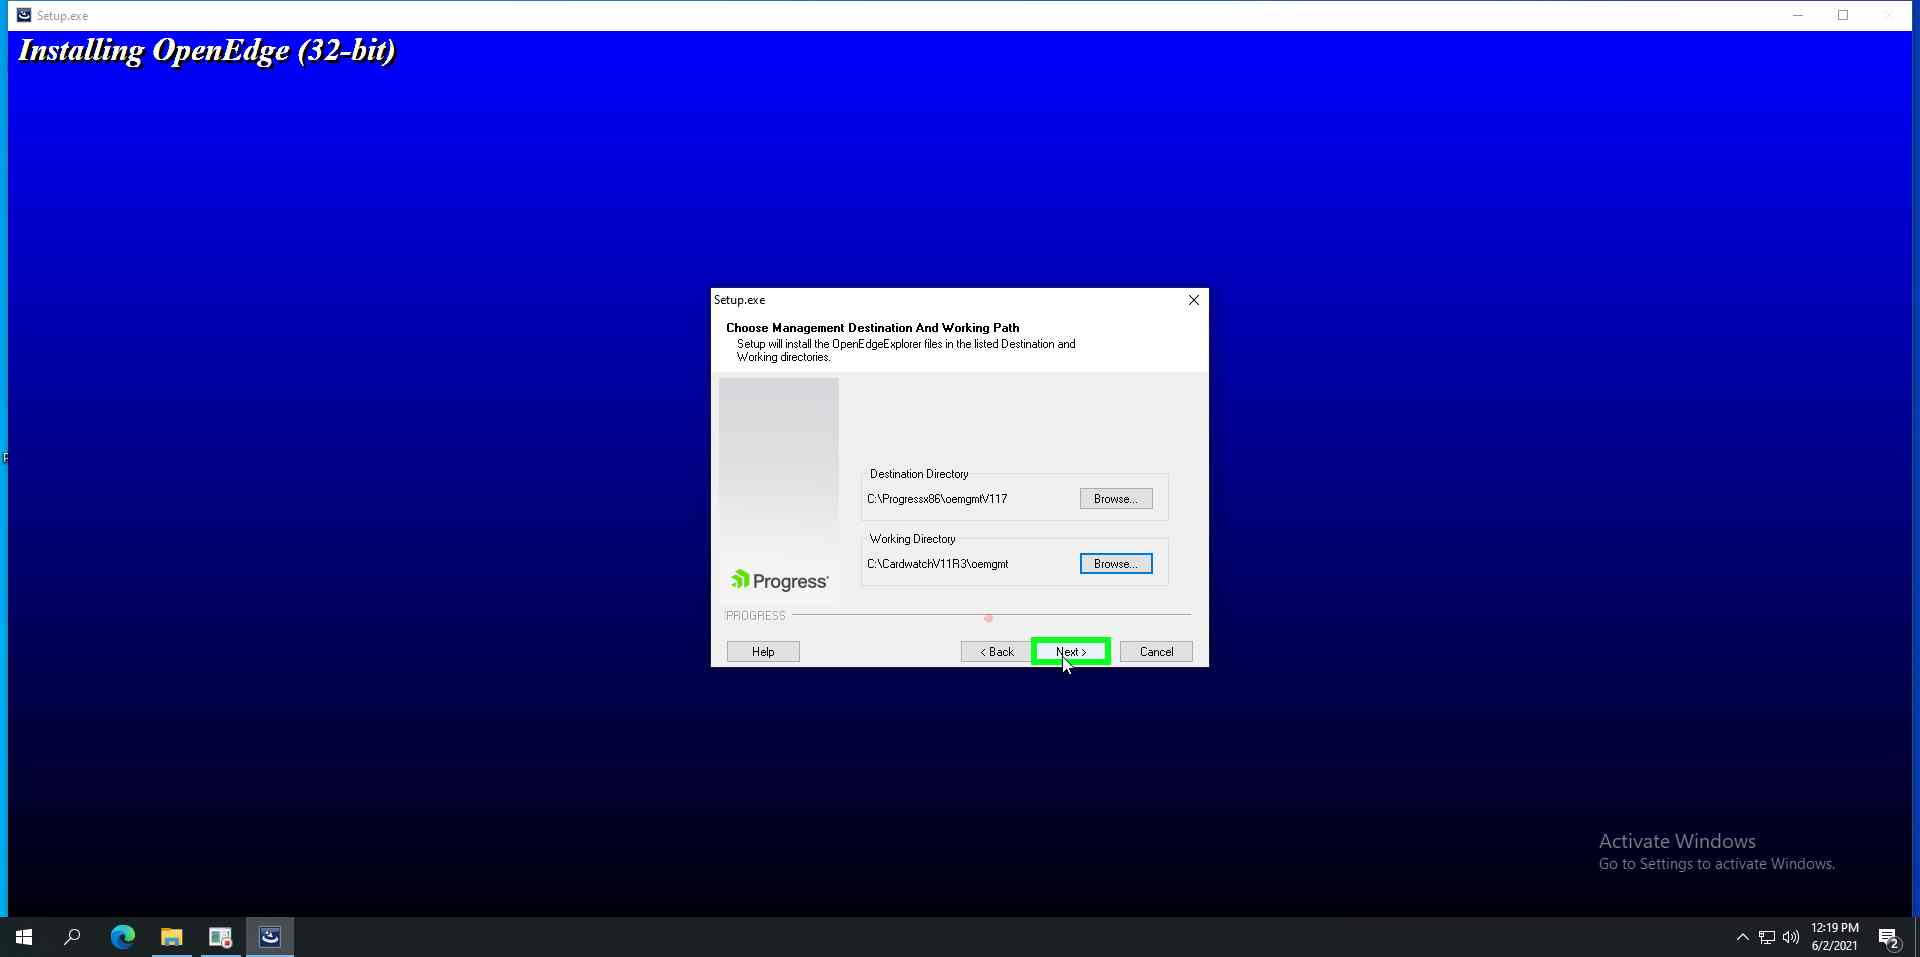 Setup.exe
Installing OpenEdge (32-bit)
Setup.exe
Choose Management Destination And Working Path
Setup will install the OpenEdgeExplorer files in the listed Destination and
Working directories.
Destination Directory
C:\Progressx86\oemgmtV117
Browse...
Working Directory
C:\CardwatchV11R3\oemgmt
Browse...
Progress
PROGRESS
Help
< Back
Next >
Cancel
Activate Windows
Go to Settings to activate Windows.
12:19 PM
6/2/2021
2